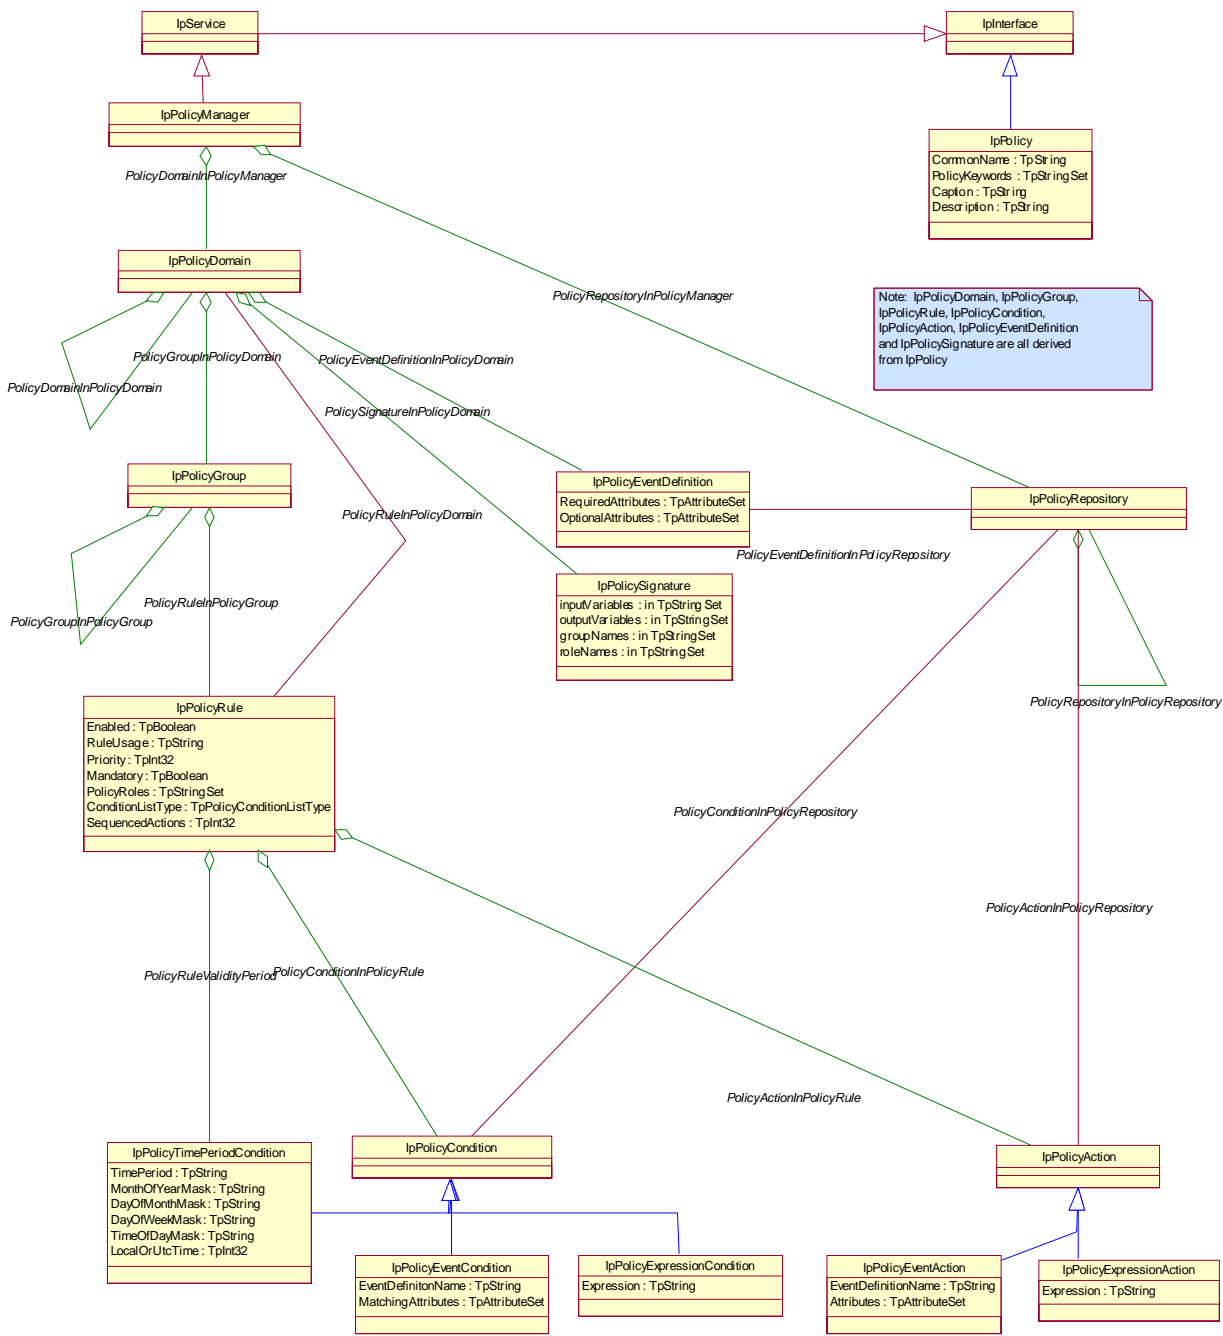 IpService
IpInterface
IpPolicyManager
IpPolicy
CommonName : TpString
PolicyKeywords : TpStringSet
Caption : TpString
Description : TpString
PolicyDomainInPolicyManager
IpPolicyDomain
PolicyRepositoryInPolicyManager
Note: IpPolicyDomain, IpPolicyGroup,
IpPolicyRule, IpPolicyCondition,
IpPolicyAction, IpPolicyEventDefinition
and IpPolicySignature are all derived
from IpPolicy
PolicyGroupInPolicyDomain
PolicyEventDefinitionInPolicyDomain
PolicyDomainInPolicyDomain
PolicySignatureInPolicyDomain
IpPolicyGroup
IpPolicyEventDefinition
RequiredAttributes : TpAttributeSet
OptionalAttributes : TpAttributeSet
IpPolicyRepository
PolicyRuleInPolicyDomain
PolicyEventDefinitionInPolicyRepository
IpPolicySignature
inputVariables : in TpStringSet
outputVariables : in TpStringSet
groupNames : in TpStringSet
roleNames : in TpStringSet
PolicyRuleInPolicyGroup
PolicyGroupInPolicyGroup
PolicyRepositoryInPolicyRepository
IpPolicyRule
Enabled : TpBoolean
RuleUsage : TpString
Priority : TpInt32
Mandatory : TpBoolean
PolicyRoles : TpStringSet
ConditionListType : TpPolicyConditionListType
SequencedActions : TpInt32
PolicyConditionInPolicyRepository
PolicyActionInPolicyRepository
PolicyRuleValidityPeriod
PolicyConditionInPolicyRule
PolicyActionInPolicyRule
IpPolicyTimePeriodCondition
TimePeriod : TpString
MonthOfYearMask : TpString
DayOfMonthMask : TpString
DayOfWeekMask : TpString
TimeOfDayMask : TpString
LocalOrUtcTime : TpInt32
IpPolicyCondition
IpPolicyAction
IpPolicyEventCondition
EventDefinitonName : TpString
MatchingAttributes : TpAttributeSet
IpPolicyExpressionCondition
Expression : TpString
IpPolicyEventAction
EventDefinitionName : TpString
Attributes : TpAttributeSet
IpPolicyExpressionAction
Expression : TpString